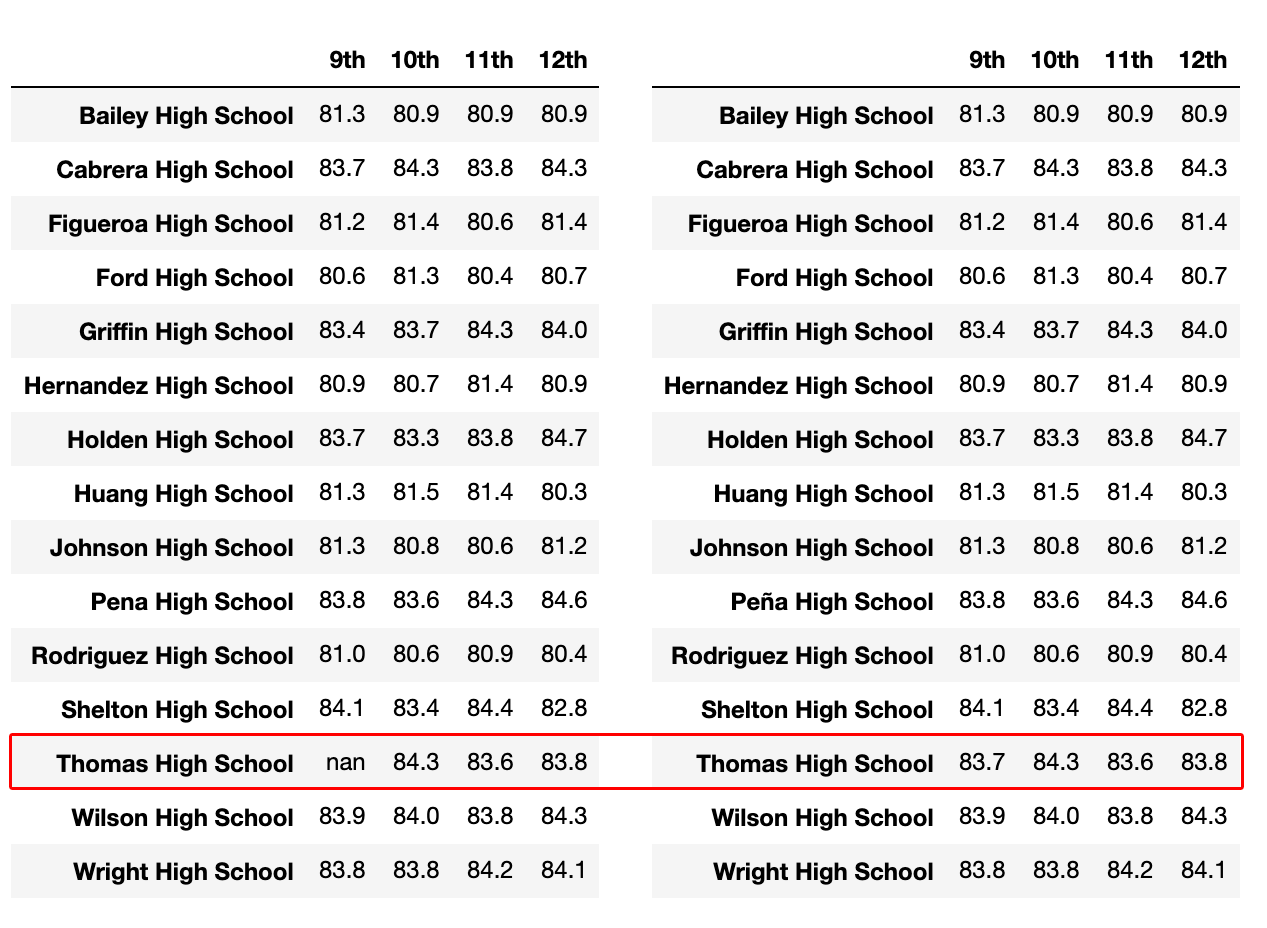 9th 10th 11th 12th 9th 10th 11th 12th
Bailey High School 81.3 80.9 80.9 80.9 Bailey High School 81.3 80.9 80.9 80.9
Cabrera High School 83.7 84.3 83.8 84.3 Cabrera High School 83.7 84.3 83.8 84.3
Figueroa High School 81.2 81.4 80.6 81.4 Figueroa High School 81.2 81.4 80.6 81.4
Ford High School 80.6 81.3 80.4 80.7 Ford High School 80.6 81.3 80.4 80.7
Griffin High School 83.4 83.7 84.3 84.0 Griffin High School 83.4 83.7 84.3 84.0
Hernandez High School 80.9 80.7 81.4 80.9 Hernandez High School 80.9 80.7 81.4 80.9
Holden High School 83.7 83.3 83.8 84.7 Holden High School 83.7 83.3 83.8 84.7
Huang High School 81.3 81.5 81.4 80.3 Huang High School 81.3 81.5 81.4 80.3
Johnson High School 81.3 80.8 80.6 81.2 Johnson High School 81.3 80.8 80.6 81.2
Pena High School 83.8 83.6 84.3 84.6 Peña High School 83.8 83.6 84.3 84.6
Rodriguez High School 81.0 80.6 80.9 80.4 Rodriguez High School 81.0 80.6 80.9 80.4
Shelton High School 84.1 83.4 84.4 82.8 Shelton High School 84.1 83.4 84.4 82.8
Thomas High School nan 84.3 83.6 83.8 Thomas High School 83.7 84.3 83.6 83.8
Wilson High School 83.9 84.0 83.8 84.3 Wilson High School 83.9 84.0 83.8 84.3
Wright High School 83.8 83.8 84.2 84.1 Wright High School 83.8 83.8 84.2 84.1